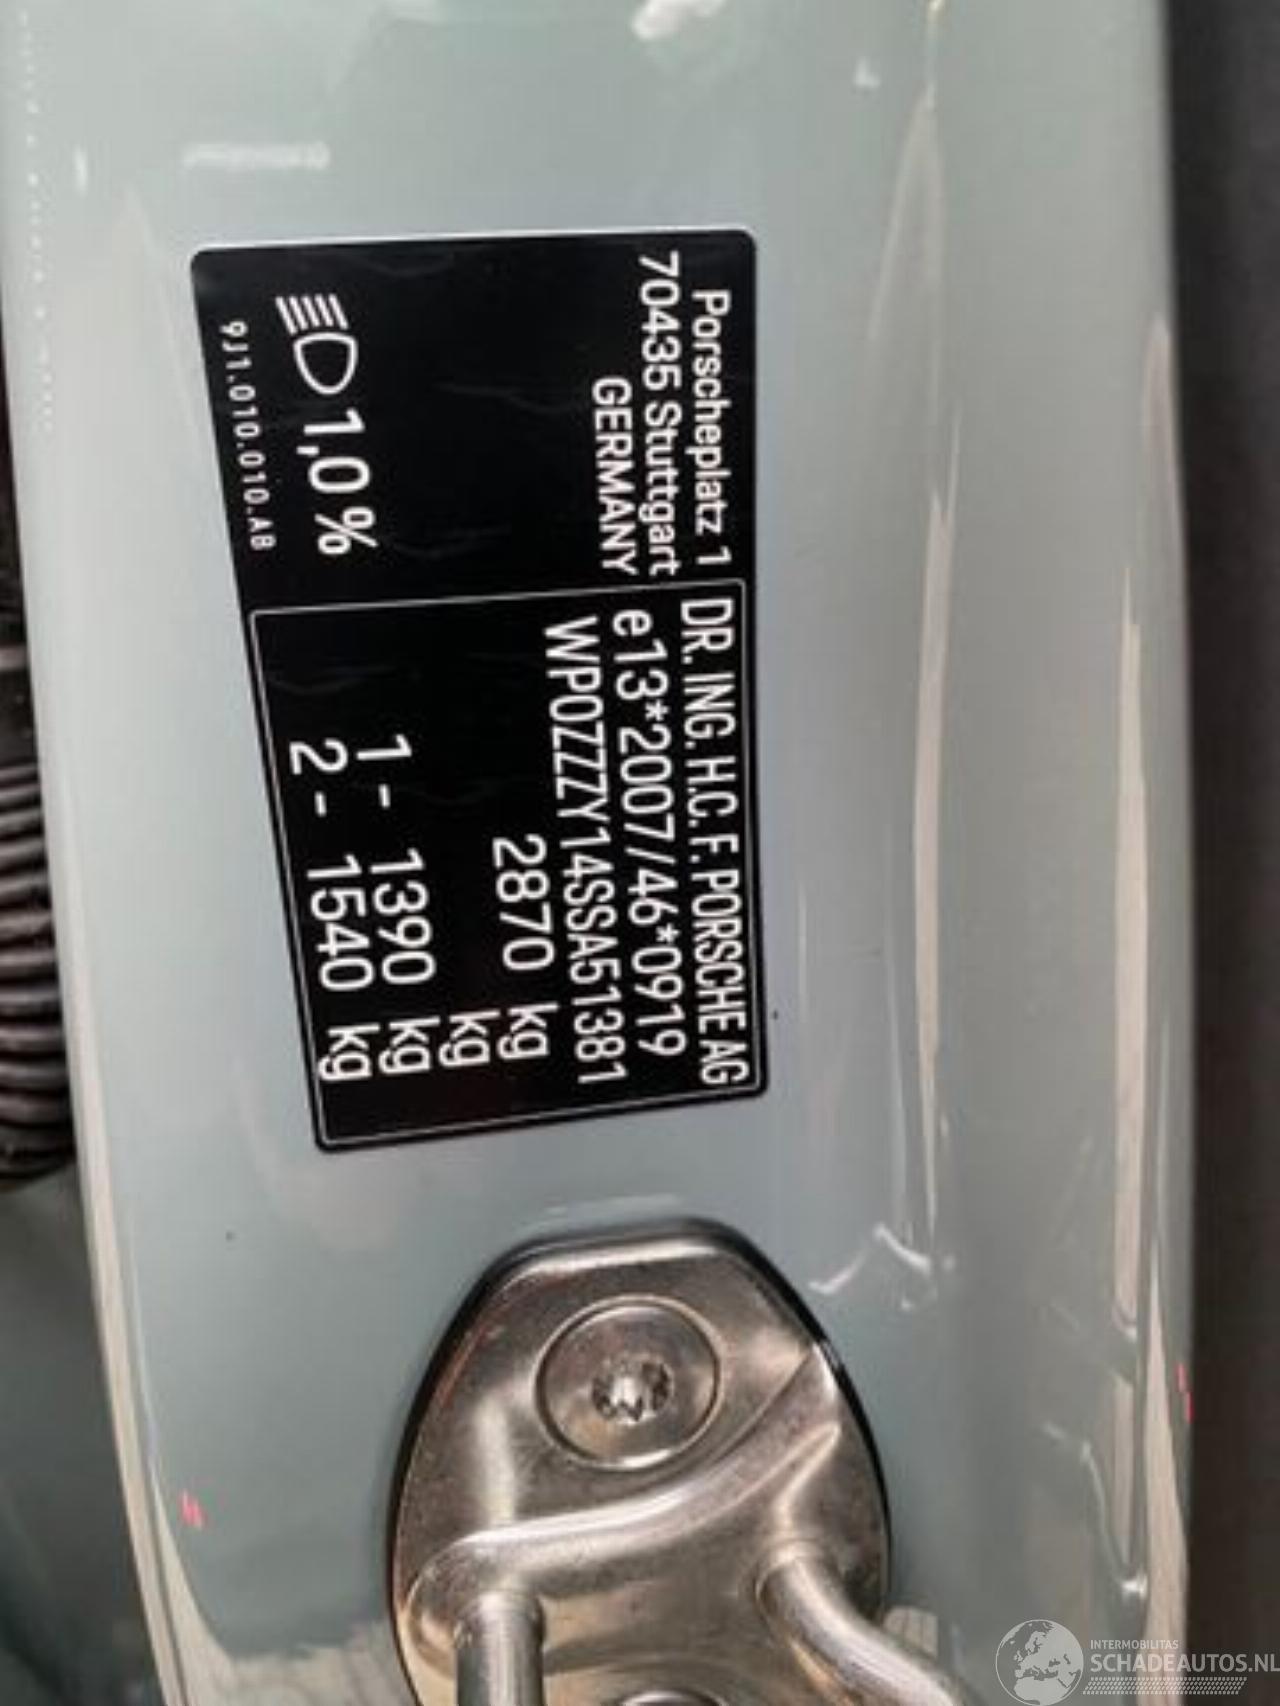 Porscheplatz 1
70435 Stuttgart
GERMANY
1,0%
9J1.010.010.AB
DR. ING. H.C. F. PORSCHE AG
e13*2007/46*0919
WP0ZZZY14SSA51381
2870 kg
kg
1 - 1390 kg
2 - 1540 kg
INTERMOBILITAS
SCHADEAUTOS.NL